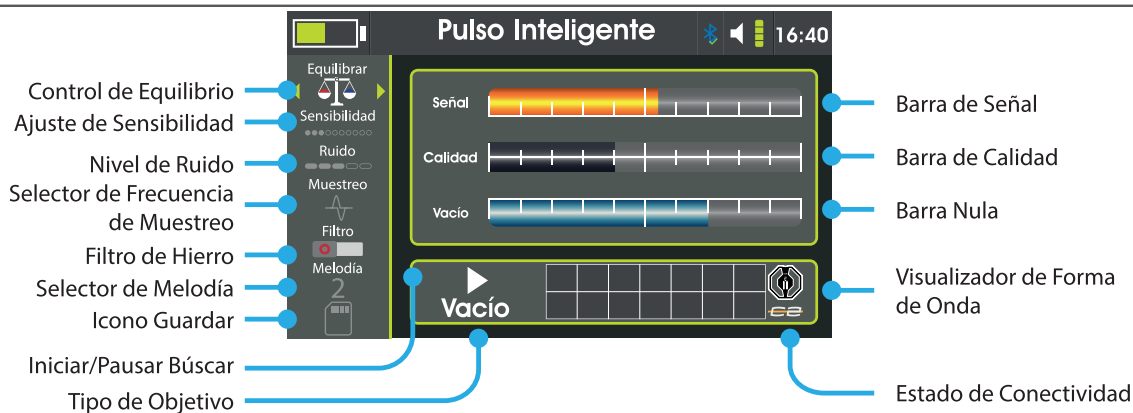 Pulso Inteligente
16:40
Equilibrar
Sensibilidad
Ruido
Muestreo
Filtro
Melodía
2
Señal
Calidad
Vacío
Vacío
Control de Equilibrio
Ajuste de Sensibilidad
Nivel de Ruido
Selector de Frecuencia
de Muestreo
Filtro de Hierro
Selector de Melodía
Icono Guardar
Iniciar/Pausar Búscar
Tipo de Objetivo
Barra de Señal
Barra de Calidad
Barra Nula
Visualizador de Forma
de Onda
Estado de Conectividad